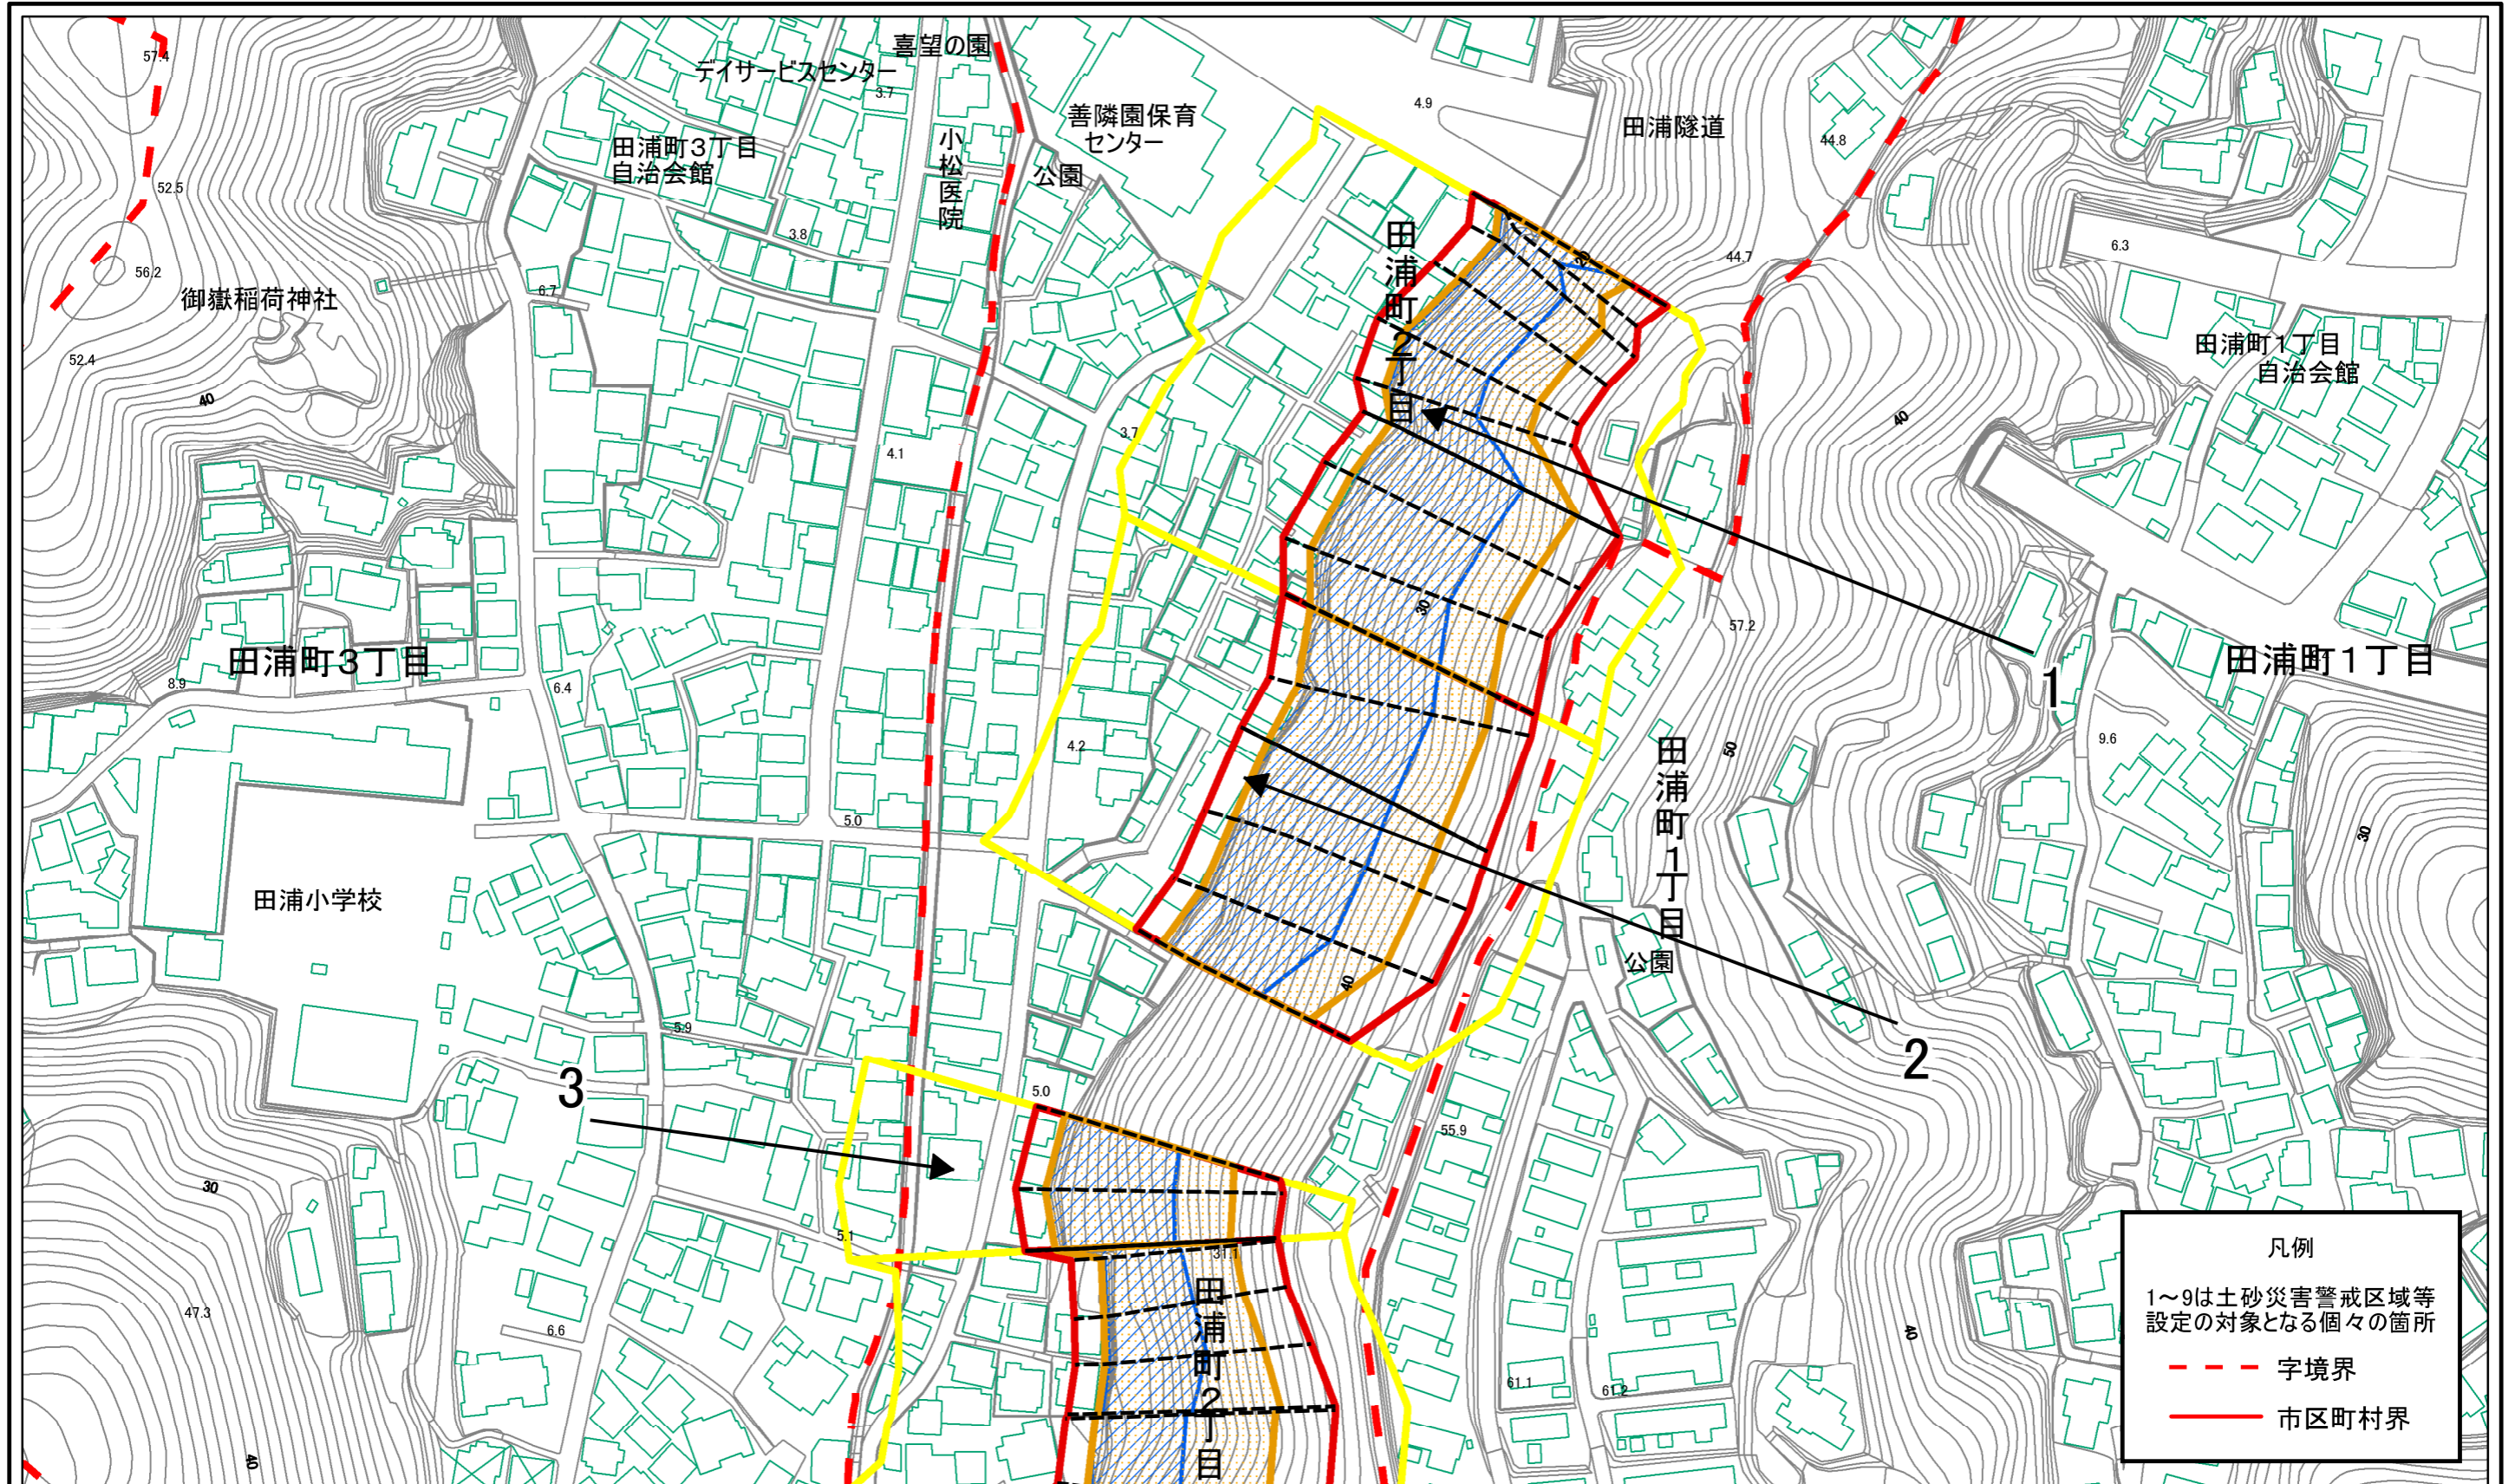 57.4
喜望の園
デイサービスセンター
3.7
善隣園保育
センター
4.9
田浦隧道
44.8
田浦町3丁目
自治会館
小松医院
公園
52.5
3.8
田浦町2丁目
20
44.7
6.3
56.2
御嶽稲荷神社
6.7
52.4
田浦町1丁目
自治会館
40
40
3.7
4.1
30
57.2
田浦町3丁目
8.9
6.4
田浦町1丁目
1
4.2
田浦町1丁目
50
9.6
5.0
30
田浦小学校
公園
40
5.9
2
3
5.0
55.9
30
5.1
31.1
田浦町2丁目
47.3
6.6
61.1
61.2
40
40
凡例
1～9は土砂災害警戒区域等
設定の対象となる個々の箇所
字境界
市区町村界